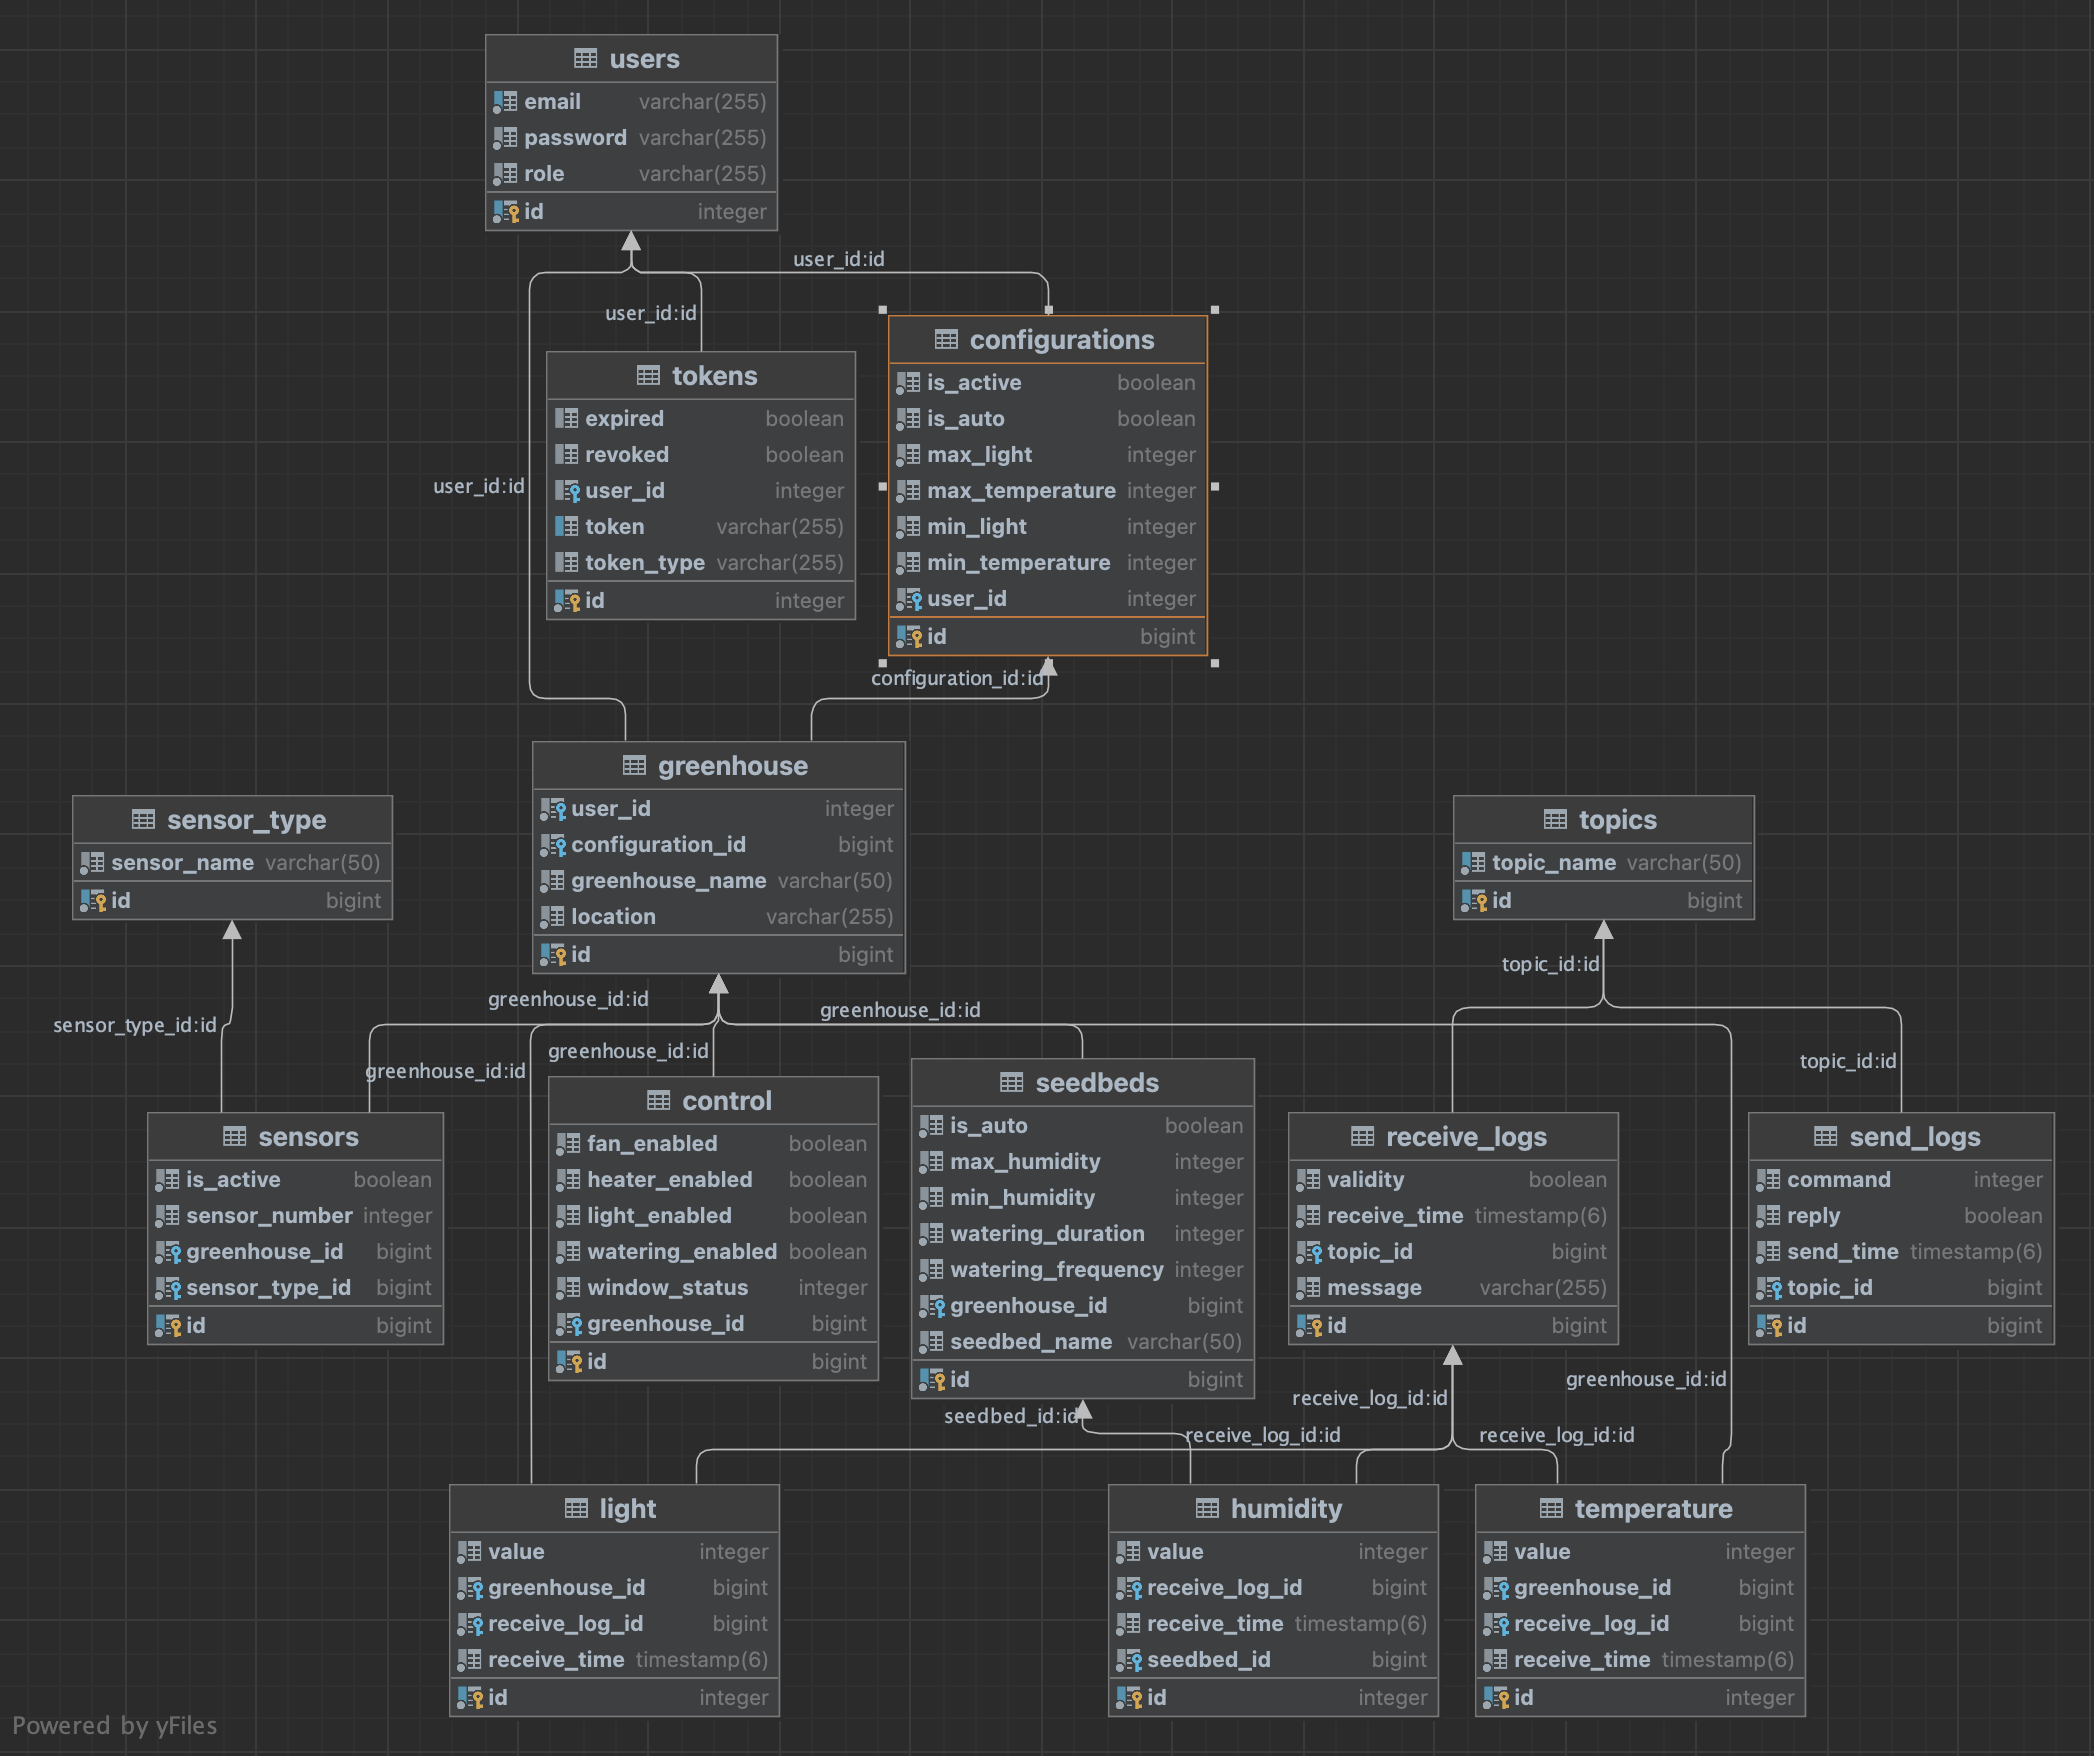 users
email varchar(255)
password varchar(255)
role varchar(255)
id integer
user_id:id
user_id:id
user_id:id
tokens
expired boolean
revoked boolean
user_id integer
token varchar(255)
token_type varchar(255)
id integer
configurations
is_active boolean
is_auto boolean
max_light integer
max_temperature integer
min_light integer
min_temperature integer
user_id integer
id bigint
configuration_id:id
greenhouse
user_id integer
configuration_id bigint
greenhouse_name varchar(50)
location varchar(255)
id bigint
sensor_type
sensor_name varchar(50)
id bigint
topics
topic_name varchar(50)
id bigint
topic_id:id
greenhouse_id:id
greenhouse_id:id
sensor_type_id:id
greenhouse_id:id
greenhouse_id:id
topic_id:id
sensors
is_active boolean
sensor_number integer
greenhouse_id bigint
sensor_type_id bigint
id bigint
control
fan_enabled boolean
heater_enabled boolean
light_enabled boolean
watering_enabled boolean
window_status integer
greenhouse_id bigint
id bigint
seedbeds
is_auto boolean
max_humidity integer
min_humidity integer
watering_duration integer
watering_frequency integer
greenhouse_id bigint
seedbed_name varchar(50)
id bigint
receive_logs
validity boolean
receive_time timestamp(6)
topic_id bigint
message varchar(255)
id bigint
send_logs
command integer
reply boolean
send_time timestamp(6)
topic_id bigint
id bigint
greenhouse_id:id
receive_log_id:id
seedbed_id:id
receive_log_id:id
receive_log_id:id
light
value integer
greenhouse_id bigint
receive_log_id bigint
receive_time timestamp(6)
id integer
humidity
value integer
receive_log_id bigint
receive_time timestamp(6)
seedbed_id bigint
id integer
temperature
value integer
greenhouse_id bigint
receive_log_id bigint
receive_time timestamp(6)
id integer
Powered by yFiles